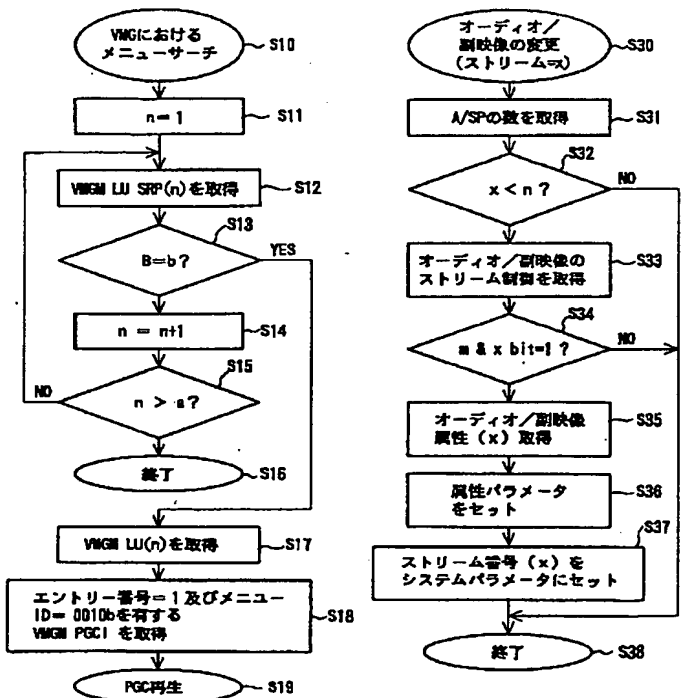 VMGにおける
メニューサーチ
S10
n=1
S11
VMGM LU SRP(n)を取得
S12
S13
B=b?
YES
n = n+1
S14
S15
n > a?
NO
終了
S16
VMGM LU(n)を取得
S17
エントリー番号=1及びメニュー
ID= 0010bを有する
VMGM PGCI を取得
S18
PGC再生
S19
オーディオ/
副映像の変更
(ストリーム=x)
S30
A/SPの数を取得
S31
S32
x < n ?
NO
オーディオ/副映像の
ストリーム制御を取得
S33
S34
m & x bit=1 ?
NO
オーディオ/副映像
属性(x)取得
S35
属性パラメータ
をセット
S36
S37
ストリーム番号(x)を
システムパラメータにセット
終了
S38